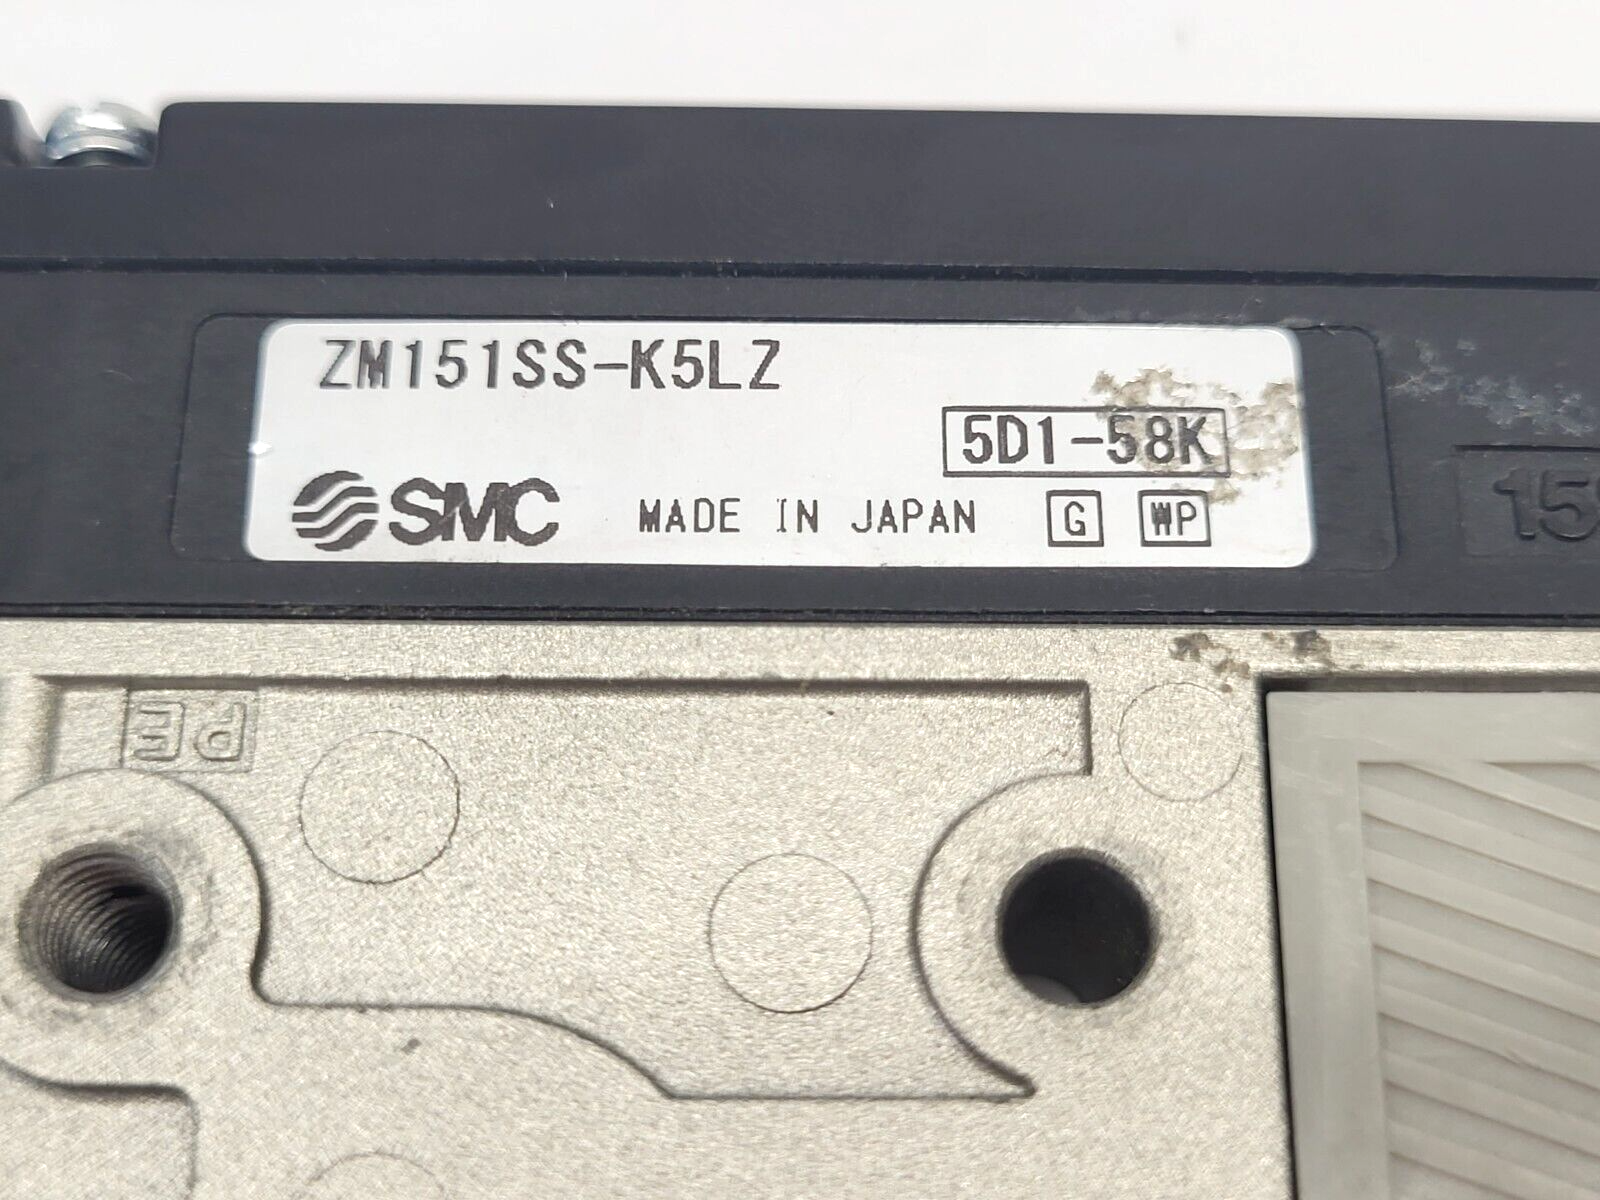 ZM151SS-K5LZ
5D1-58K
SMC MADE IN JAPAN G WP
PE